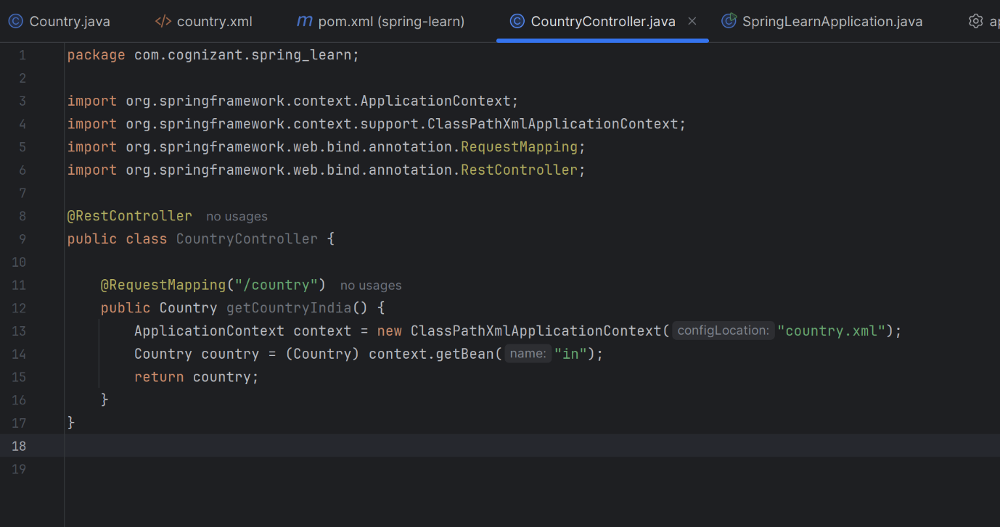 Country.java country.xml pom.xml (spring-learn) CountryController.java SpringLearnApplication.java
1 package com.cognizant.spring_learn;
2
3 import org.springframework.context.ApplicationContext;
4 import org.springframework.context.support.ClassPathXmlApplicationContext;
5 import org.springframework.web.bind.annotation.RequestMapping;
6 import org.springframework.web.bind.annotation.RestController;
7
8 @RestController no usages
9 public class CountryController {
10
11 @RequestMapping("/country") no usages
12 public Country getCountryIndia() {
13 ApplicationContext context = new ClassPathXmlApplicationContext( configLocation: "country.xml");
14 Country country = (Country) context.getBean( name: "in");
15 return country;
16 }
17 }
18
19